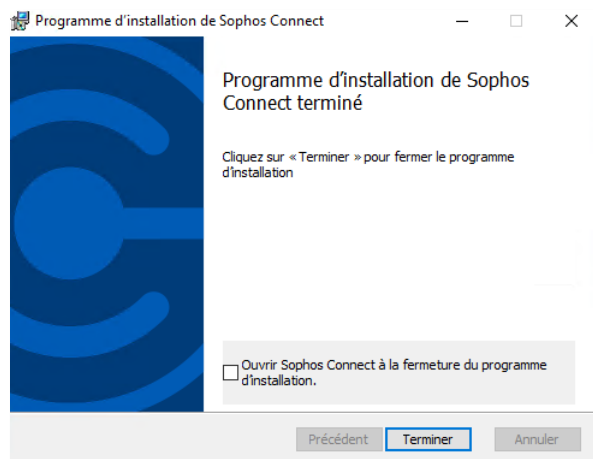 Programme d'installation de Sophos Connect
Programme d'installation de Sophos
Connect terminé
Cliquez sur « Terminer » pour fermer le programme
d'installation
Ouvrir Sophos Connect à la fermeture du programme
d'installation.
Précédent Terminer Annuler